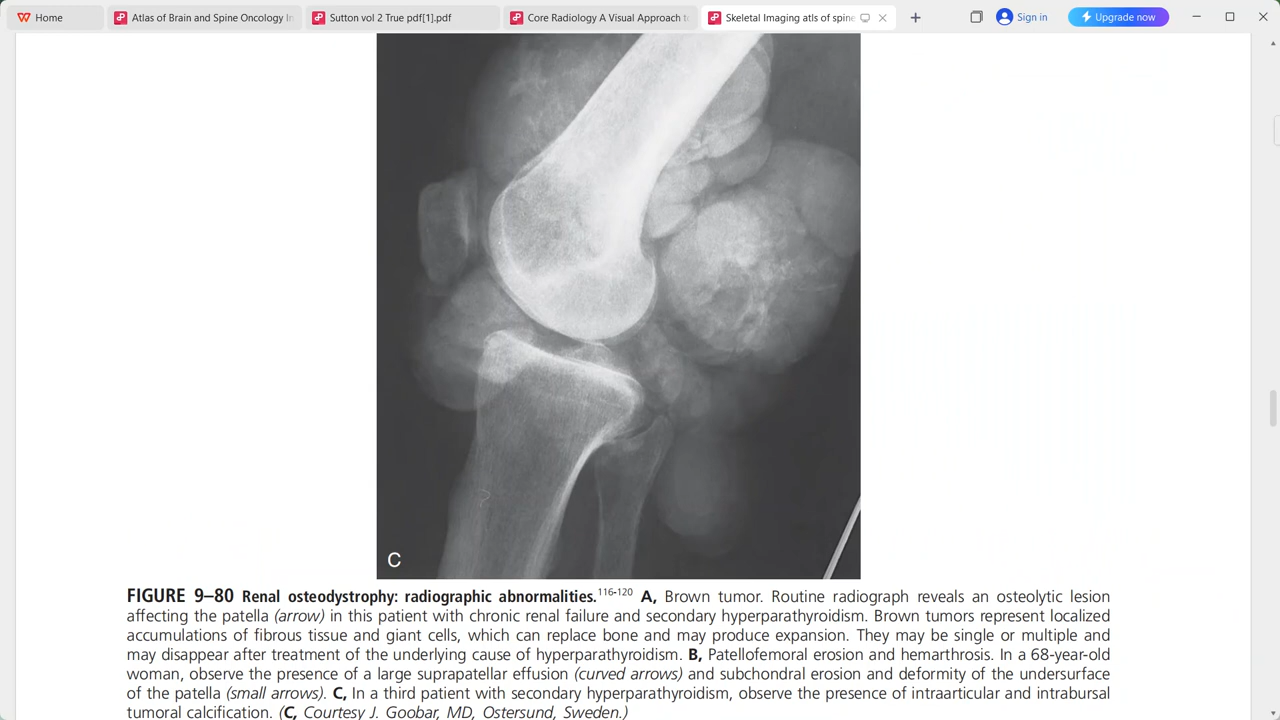 Home
Atlas of Brain and Spine Oncology I
Sutton vol 2 True pdf[1].pdf
Core Radiology A Visual Approach t
Skeletal Imaging atls of spine
Sign in
Upgrade now
C
FIGURE 9–80 Renal osteodystrophy: radiographic abnormalities.116-120 A, Brown tumor. Routine radiograph reveals an osteolytic lesion
affecting the patella (arrow) in this patient with chronic renal failure and secondary hyperparathyroidism. Brown tumors represent localized
accumulations of fibrous tissue and giant cells, which can replace bone and may produce expansion. They may be single or multiple and
may disappear after treatment of the underlying cause of hyperparathyroidism. B, Patellofemoral erosion and hemarthrosis. In a 68-year-old
woman, observe the presence of a large suprapatellar effusion (curved arrows) and subchondral erosion and deformity of the undersurface
of the patella (small arrows). C, In a third patient with secondary hyperparathyroidism, observe the presence of intraarticular and intrabursal
tumoral calcification. (C, Courtesy J. Goobar, MD, Ostersund, Sweden.)